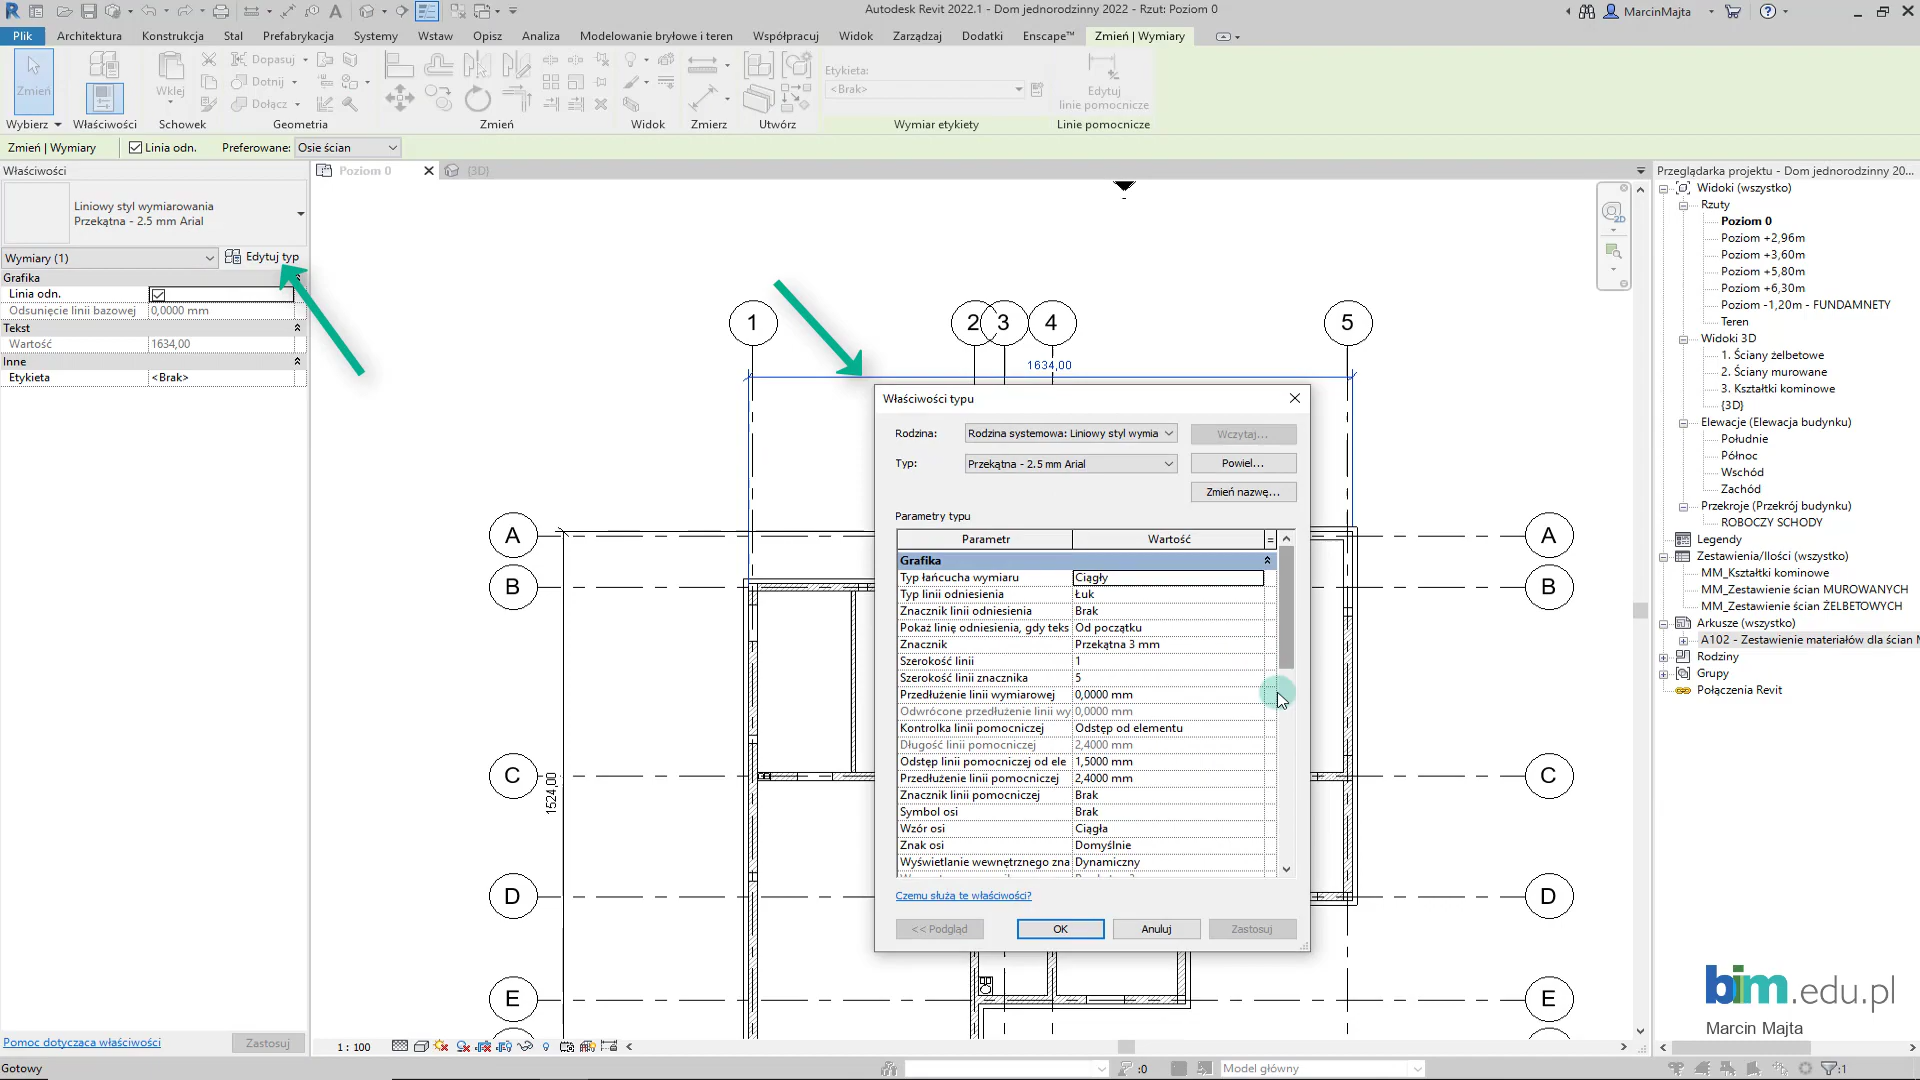 Autodesk Revit 2022.1 - Dom jednorodzinny 2022 - Rzut: Poziom 0
MarcinMajta
Plik Architektura Konstrukcja Stal Prefabrykacja Systemy Wstaw Opisz Analiza Modelowanie bryłowe i teren Współpracuj Widok Zarządzaj Dodatki Enscape™ Zmień | Wymiary
Zmień
Wklej
Dopasuj
Dotnij
Dołącz
Etykieta:
<Brak>
Edytuj
linie pomocnicze
Wybierz Właściwości Schowek Geometria Zmień Widok Zmierz Utwórz Wymiar etykiety Linie pomocnicze
Zmień | Wymiary Linia odn. Preferowane: Osie ścian
Właściwości
Liniowy styl wymiarowania
Przekątna - 2.5 mm Arial
Wymiary (1) Edytuj typ
Grafika
Linia odn.
Odsunięcie linii bazowej 0,0000 mm
Tekst
Wartość 1634,00
Inne
Etykieta <Brak>
Pomoc dotycząca właściwości Zastosuj
Gotowy
Poziom 0 {3D}
2D
1 2 3 4 5
1634,00
A A
B B
C C
1524,00
D D
E E
Właściwości typu
Rodzina: Rodzina systemowa: Liniowy styl wymia Wczytaj...
Typ: Przekątna - 2.5 mm Arial Powiel...
Zmień nazwę...
Parametry typu
Parametr Wartość =
Grafika
Typ łańcucha wymiaru Ciągły
Typ linii odniesienia Łuk
Znacznik linii odniesienia Brak
Pokaż linię odniesienia, gdy teks Od początku
Znacznik Przekątna 3 mm
Szerokość linii 1
Szerokość linii znacznika 5
Przedłużenie linii wymiarowej 0,0000 mm
Odwrócone przedłużenie linii wy 0,0000 mm
Kontrolka linii pomocniczej Odstęp od elementu
Długość linii pomocniczej 2,4000 mm
Odstęp linii pomocniczej od ele 1,5000 mm
Przedłużenie linii pomocniczej 2,4000 mm
Znacznik linii pomocniczej Brak
Symbol osi Brak
Wzór osi Ciągła
Znak osi Domyślnie
Wyświetlanie wewnętrznego zna Dynamiczny
Czemu służą te właściwości?
<< Podgląd OK Anuluj Zastosuj
1 : 100
:0 Model główny :1
Przeglądarka projektu - Dom jednorodzinny 20...
Widoki (wszystko)
Rzuty
Poziom 0
Poziom +2,96m
Poziom +3,60m
Poziom +5,80m
Poziom +6,30m
Poziom -1,20m - FUNDAMNETY
Teren
Widoki 3D
1. Ściany żelbetowe
2. Ściany murowane
3. Kształtki kominowe
{3D}
Elewacje (Elewacja budynku)
Południe
Północ
Wschód
Zachód
Przekroje (Przekrój budynku)
ROBOCZY SCHODY
Legendy
Zestawienia/Ilości (wszystko)
MM_Kształtki kominowe
MM_Zestawienie ścian MUROWANYCH
MM_Zestawienie ścian ŻELBETOWYCH
Arkusze (wszystko)
A102 - Zestawienie materiałów dla ścian M
Rodziny
Grupy
Połączenia Revit
bim.edu.pl
Marcin Majta